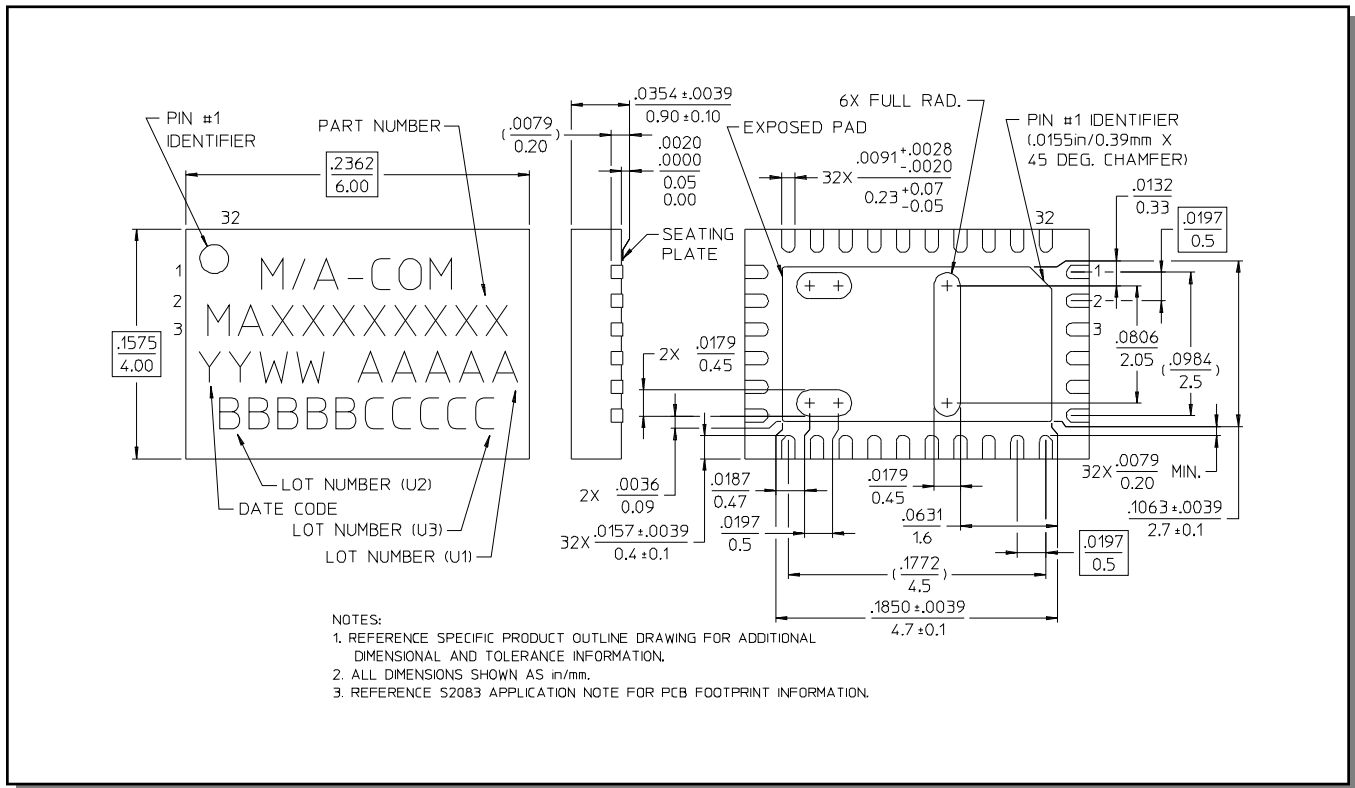 PIN #1
IDENTIFIER
PART NUMBER
.2362
6.00
32
1
2
3
.1575
4.00
M/A-COM
MAXXXXXXXXX
YYWW AAAAA
BBBBBCCCCC
LOT NUMBER (U2)
DATE CODE
LOT NUMBER (U3)
LOT NUMBER (U1)
.0354 ±.0039
0.90 ±0.10
(.0079
0.20)
.0020
.0000
0.05
0.00
SEATING
PLATE
EXPOSED PAD
6X FULL RAD.
32X .0091 +.0028
-.0020
0.23 +0.07
-0.05
PIN #1 IDENTIFIER
(.0155in/0.39mm X
45 DEG. CHAMFER)
32
.0132
0.33
.0197
0.5
1
2
3
2X .0179
0.45
.0806
2.05
(.0984
2.5)
2X .0036
0.09
32X .0157 ±.0039
0.4 ±0.1
.0187
0.47
.0197
0.5
.0179
0.45
.0631
1.6
32X .0079 MIN.
0.20
.1063 ±.0039
2.7 ±0.1
.0197
0.5
(.1772
4.5)
.1850 ±.0039
4.7 ±0.1
NOTES:
1. REFERENCE SPECIFIC PRODUCT OUTLINE DRAWING FOR ADDITIONAL
DIMENSIONAL AND TOLERANCE INFORMATION.
2. ALL DIMENSIONS SHOWN AS in/mm.
3. REFERENCE S2083 APPLICATION NOTE FOR PCB FOOTPRINT INFORMATION.